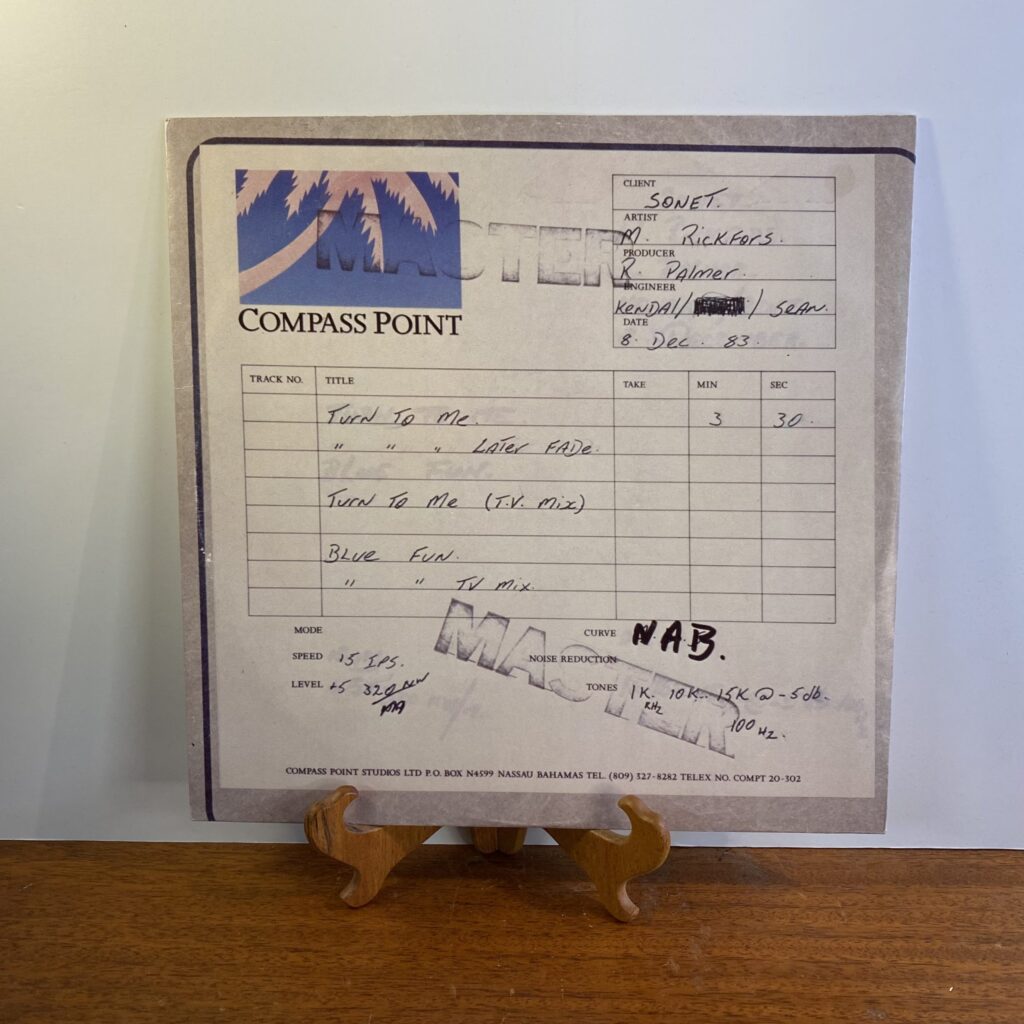 MASTER
COMPASS POINT
CLIENT
SONET.
ARTIST
M. RICKFORS.
PRODUCER
R. PALMER.
ENGINEER
KENDAL/ / SEAN.
DATE
8. Dec. 83.
TRACK NO. TITLE TAKE MIN SEC
TURN TO Me. 3 30.
" " " LATER FADE.
TURN TO Me (T.V. Mix)
BLUE FUN.
" " TV Mix.
MASTER
MODE CURVE N.A.B.
SPEED 15 IPS. NOISE REDUCTION
LEVEL +5 320 TONES 1K. 10K. 15K @ -5db.
KHz 100 Hz.
COMPASS POINT STUDIOS LTD P.O. BOX N4599 NASSAU BAHAMAS TEL. (809) 327-8282 TELEX NO. COMPT 20-302